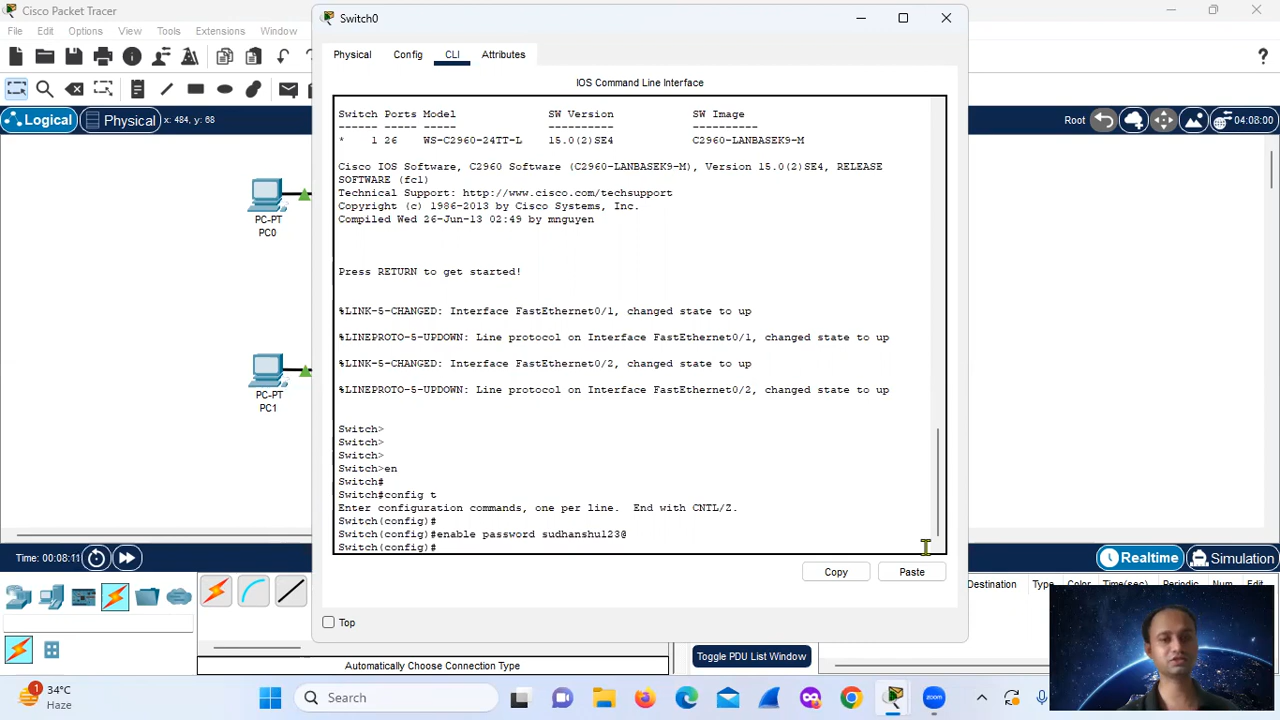 Cisco Packet Tracer
File Edit Options View Tools Extensions Window
Logical Physical x: 484, y: 68
Root 04:08:00
PC-PT
PC0
PC-PT
PC1
Switch0
Physical Config CLI Attributes
IOS Command Line Interface
Switch Ports Model SW Version SW Image
------ ----- ----- ---------- ----------
* 1 26 WS-C2960-24TT-L 15.0(2)SE4 C2960-LANBASEK9-M
Cisco IOS Software, C2960 Software (C2960-LANBASEK9-M), Version 15.0(2)SE4, RELEASE
SOFTWARE (fc1)
Technical Support: http://www.cisco.com/techsupport
Copyright (c) 1986-2013 by Cisco Systems, Inc.
Compiled Wed 26-Jun-13 02:49 by mnguyen
Press RETURN to get started!
%LINK-5-CHANGED: Interface FastEthernet0/1, changed state to up
%LINEPROTO-5-UPDOWN: Line protocol on Interface FastEthernet0/1, changed state to up
%LINK-5-CHANGED: Interface FastEthernet0/2, changed state to up
%LINEPROTO-5-UPDOWN: Line protocol on Interface FastEthernet0/2, changed state to up
Switch>
Switch>
Switch>
Switch>en
Switch#
Switch#config t
Enter configuration commands, one per line. End with CNTL/Z.
Switch(config)#
Switch(config)#enable password sudhanshu123@
Switch(config)#
Copy Paste
Top
Time: 00:08:11
Realtime Simulation
Destination Type Color Time(sec) Periodic Num Edit
Automatically Choose Connection Type
Toggle PDU List Window
1
34°C
Haze
Search
zoom